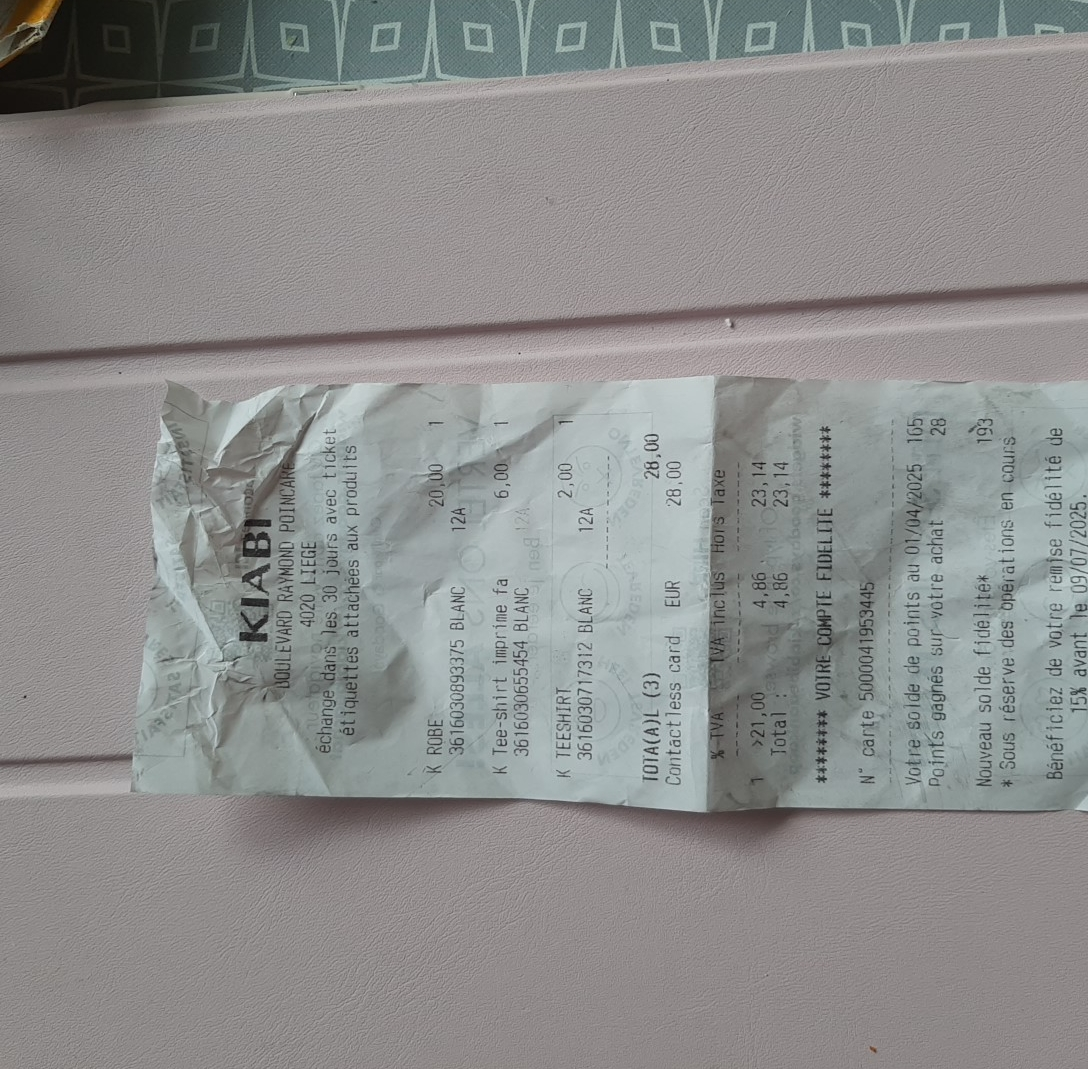 KIABI
BOULEVARD RAYMOND POINCARE
4020 LIEGE
échange dans les 30 jours avec ticket
étiquettes attachées aux produits
K ROBE 20,00 1
3616030893375 BLANC 12A
K Tee-shirt imprime fa 6,00 1
3616030655454 BLANC 12A
K TEESHIRT 2,00 1
3616030717312 BLANC 12A
TOTA(A)L (3) 28,00
Contactless card EUR 28,00
% TVA TVA inclus Hors Taxe
1 >21,00 4,86 23,14
Total : 4,86 23,14
******** VOTRE COMPTE FIDELITE ********
N° carte 5000041953445
Votre solde de points au 01/04/2025 165
Points gagnés sur votre achat 28
Nouveau solde fidélité* 193
* Sous réserve des opérations en cours
Bénéficiez de votre remise fidélité de
15% avant le 09/07/2025